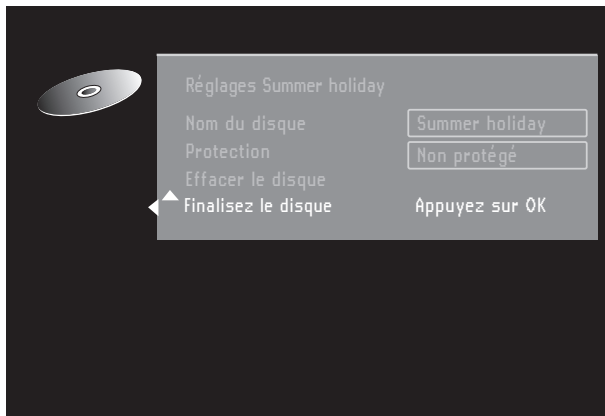 Réglages Summer holiday
Nom du disque Summer holiday
Protection Non protégé
Effacer le disque
Finalisez le disque Appuyez sur OK